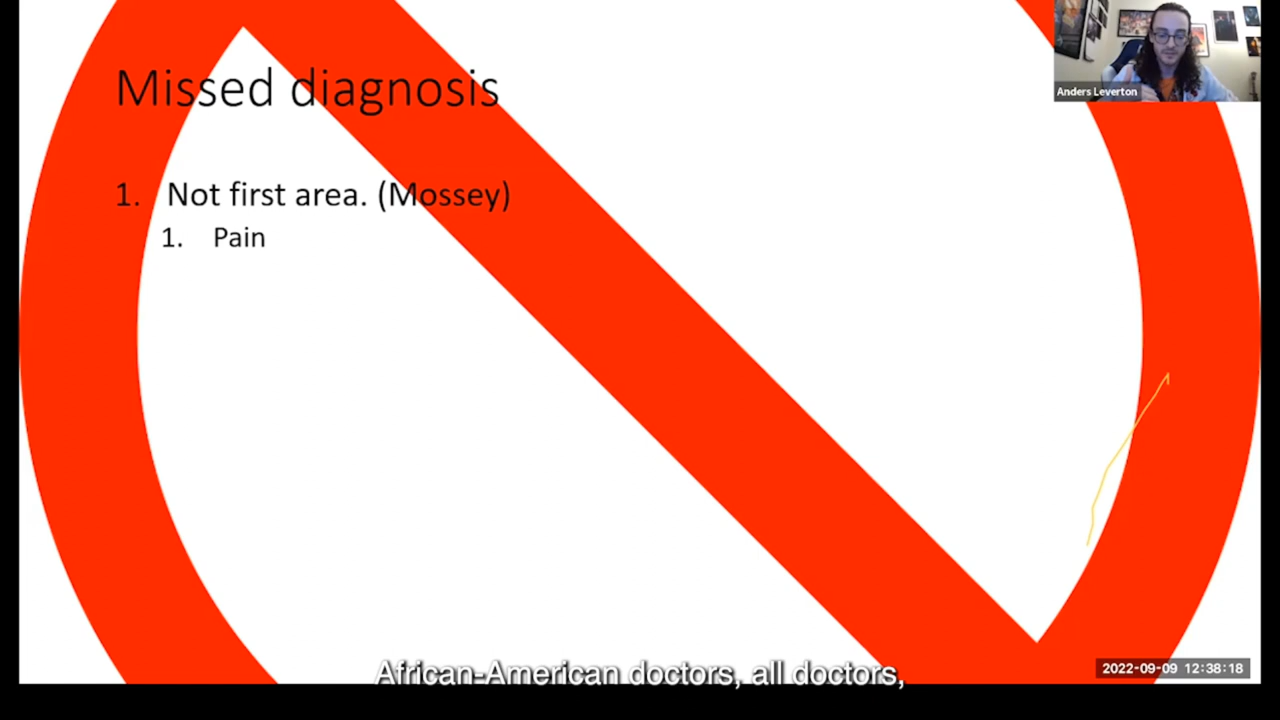 Missed diagnosis
Anders Leverton
1. Not first area. (Mossey)
1. Pain
African-American doctors, all doctors,
2022-09-09 12:38:18